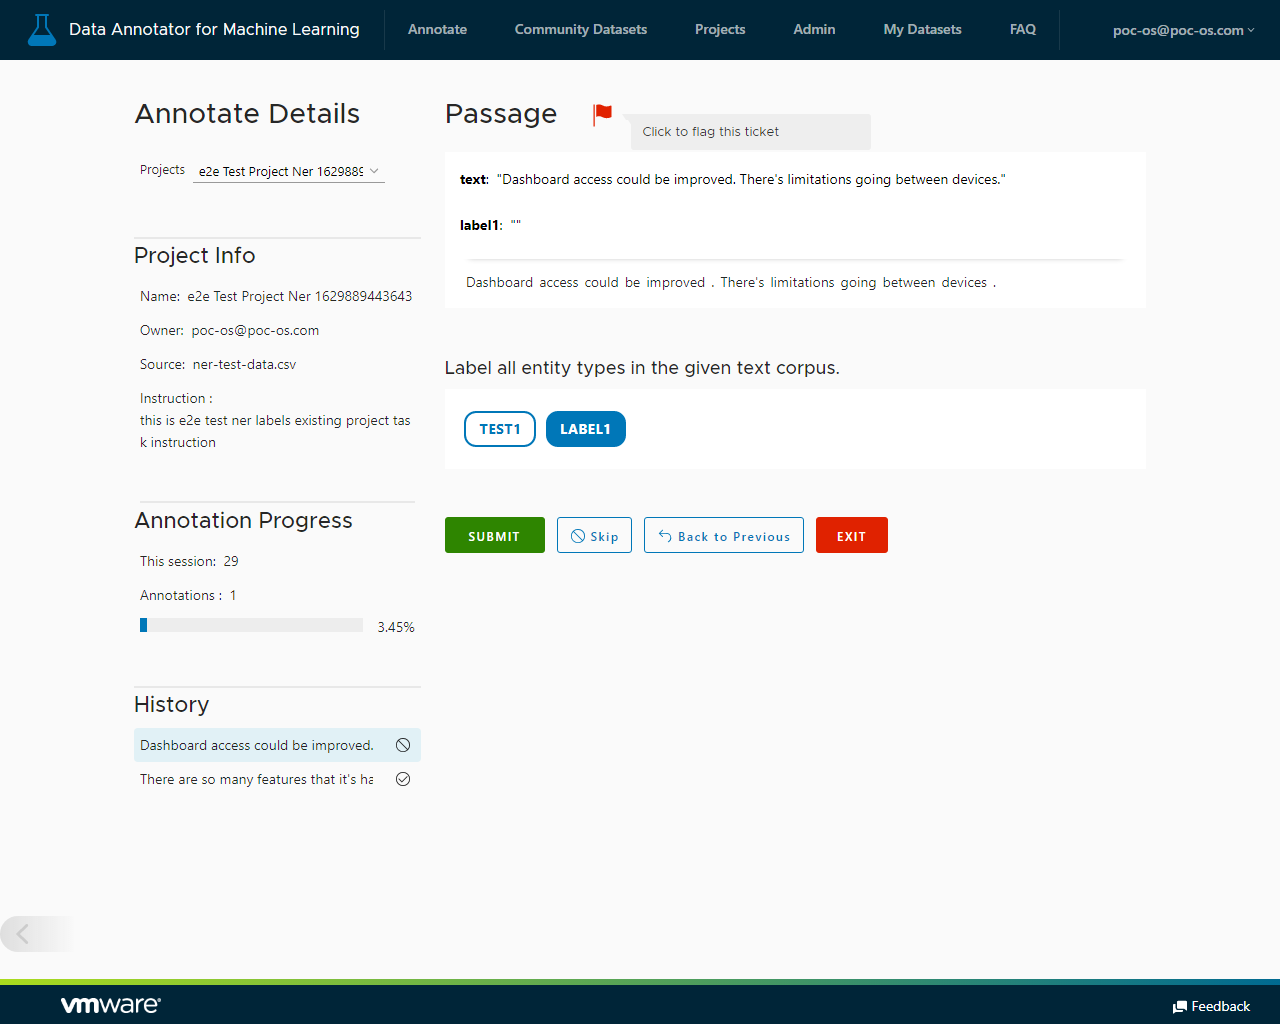 Data Annotator for Machine Learning
Annotate
Community Datasets
Projects
Admin
My Datasets
FAQ
poc-os@poc-os.com
Annotate Details
Projects
e2e Test Project Ner 1629889
Project Info
Name: e2e Test Project Ner 1629889443643
Owner: poc-os@poc-os.com
Source: ner-test-data.csv
Instruction :
this is e2e test ner labels existing project tas
k instruction
Annotation Progress
This session: 29
Annotations : 1
3.45%
History
Dashboard access could be improved.
There are so many features that it's ha
Passage
Click to flag this ticket
text: "Dashboard access could be improved. There's limitations going between devices."
label1: ""
Dashboard access could be improved . There's limitations going between devices .
Label all entity types in the given text corpus.
TEST1
LABEL1
SUBMIT
Skip
Back to Previous
EXIT
vmware
Feedback